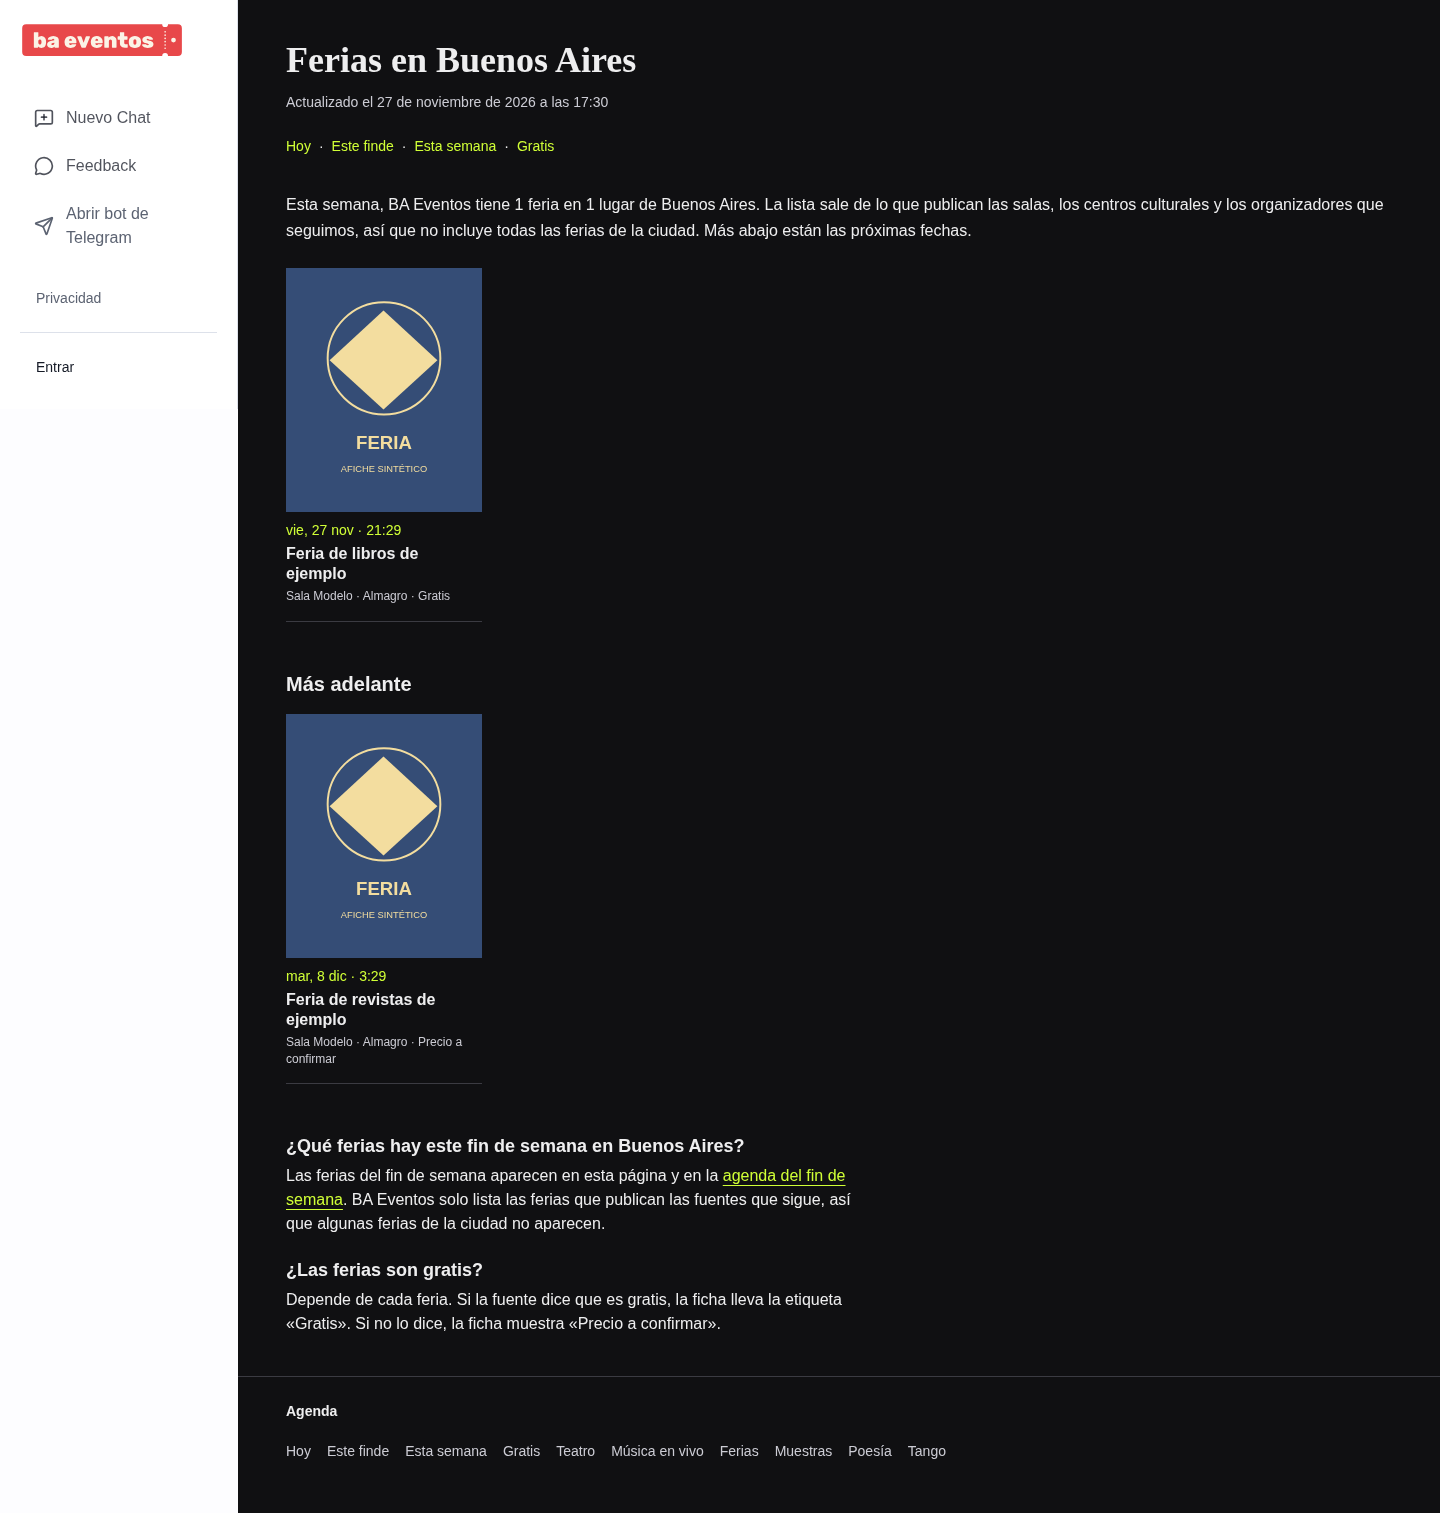 ba eventos
Nuevo Chat
Feedback
Abrir bot de
Telegram
Privacidad
Entrar
Ferias en Buenos Aires
Actualizado el 27 de noviembre de 2026 a las 17:30
Hoy · Este finde · Esta semana · Gratis
Esta semana, BA Eventos tiene 1 feria en 1 lugar de Buenos Aires. La lista sale de lo que publican las salas, los centros culturales y los organizadores que
seguimos, así que no incluye todas las ferias de la ciudad. Más abajo están las próximas fechas.
FERIA
AFICHE SINTÉTICO
vie, 27 nov · 21:29
Feria de libros de
ejemplo
Sala Modelo · Almagro · Gratis
Más adelante
FERIA
AFICHE SINTÉTICO
mar, 8 dic · 3:29
Feria de revistas de
ejemplo
Sala Modelo · Almagro · Precio a
confirmar
¿Qué ferias hay este fin de semana en Buenos Aires?
Las ferias del fin de semana aparecen en esta página y en la agenda del fin de
semana. BA Eventos solo lista las ferias que publican las fuentes que sigue, así
que algunas ferias de la ciudad no aparecen.
¿Las ferias son gratis?
Depende de cada feria. Si la fuente dice que es gratis, la ficha lleva la etiqueta
«Gratis». Si no lo dice, la ficha muestra «Precio a confirmar».
Agenda
Hoy Este finde Esta semana Gratis Teatro Música en vivo Ferias Muestras Poesía Tango